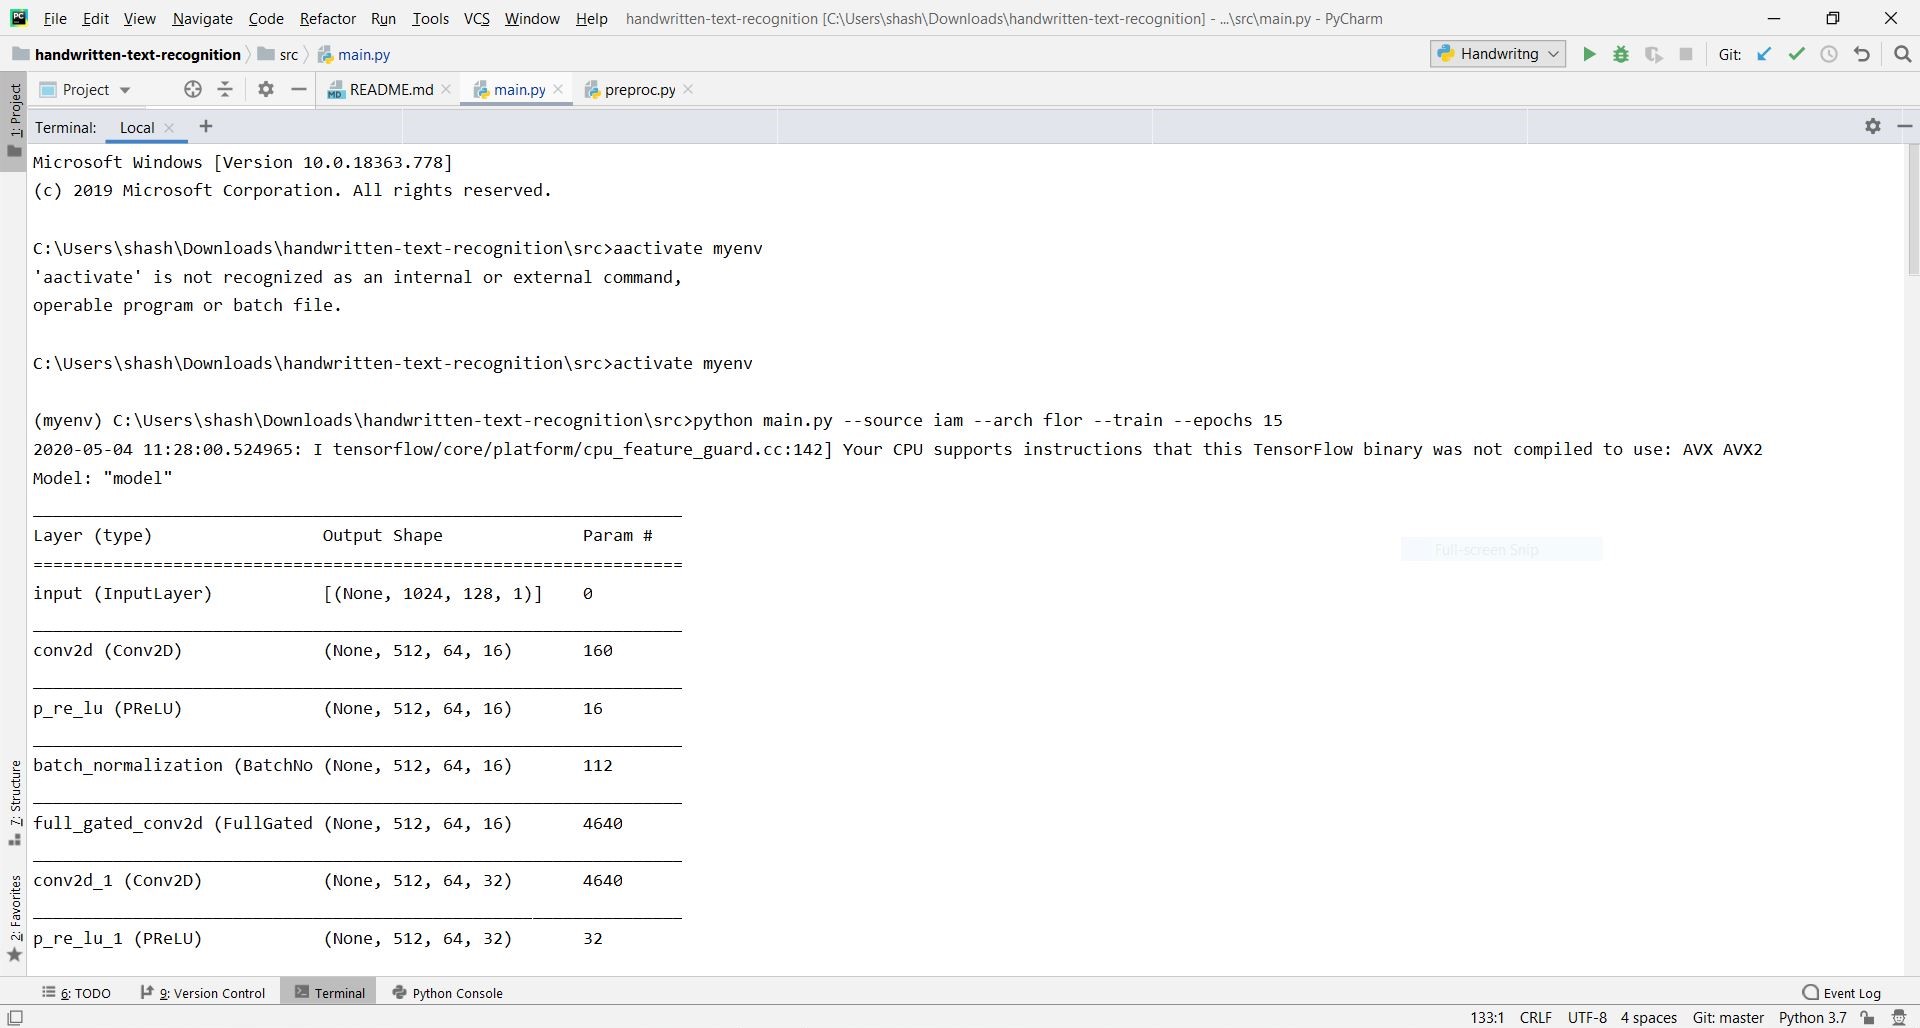 File Edit View Navigate Code Refactor Run Tools VCS Window Help handwritten-text-recognition [C:\Users\shash\Downloads\handwritten-text-recognition] - ...\src\main.py - PyCharm
handwritten-text-recognition src main.py Handwritng Git:
Project README.md main.py preproc.py
1: Project
Terminal: Local
Microsoft Windows [Version 10.0.18363.778]
(c) 2019 Microsoft Corporation. All rights reserved.
C:\Users\shash\Downloads\handwritten-text-recognition\src>aactivate myenv
'aactivate' is not recognized as an internal or external command,
operable program or batch file.
C:\Users\shash\Downloads\handwritten-text-recognition\src>activate myenv
(myenv) C:\Users\shash\Downloads\handwritten-text-recognition\src>python main.py --source iam --arch flor --train --epochs 15
2020-05-04 11:28:00.524965: I tensorflow/core/platform/cpu_feature_guard.cc:142] Your CPU supports instructions that this TensorFlow binary was not compiled to use: AVX AVX2
Model: "model"
_________________________________________________________________
Layer (type) Output Shape Param #
=================================================================
input (InputLayer) [(None, 1024, 128, 1)] 0
_________________________________________________________________
conv2d (Conv2D) (None, 512, 64, 16) 160
_________________________________________________________________
p_re_lu (PReLU) (None, 512, 64, 16) 16
_________________________________________________________________
batch_normalization (BatchNo (None, 512, 64, 16) 112
_________________________________________________________________
full_gated_conv2d (FullGated (None, 512, 64, 16) 4640
_________________________________________________________________
conv2d_1 (Conv2D) (None, 512, 64, 32) 4640
_________________________________________________________________
p_re_lu_1 (PReLU) (None, 512, 64, 32) 32
Full-screen Snip
7: Structure
2: Favorites
6: TODO 9: Version Control Terminal Python Console Event Log
133:1 CRLF UTF-8 4 spaces Git: master Python 3.7